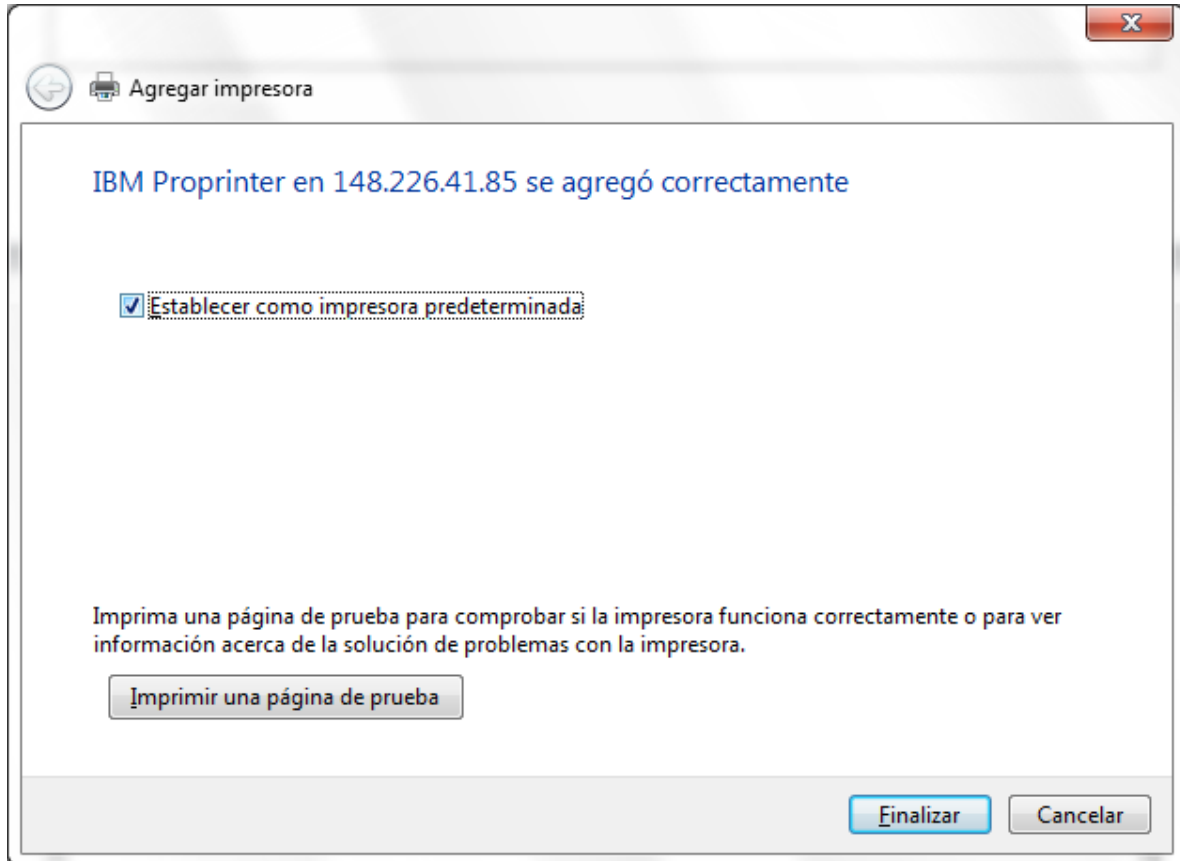 Agregar impresora
IBM Proprinter en 148.226.41.85 se agregó correctamente
Establecer como impresora predeterminada
Imprima una página de prueba para comprobar si la impresora funciona correctamente o para ver
información acerca de la solución de problemas con la impresora.
Imprimir una página de prueba
Finalizar
Cancelar